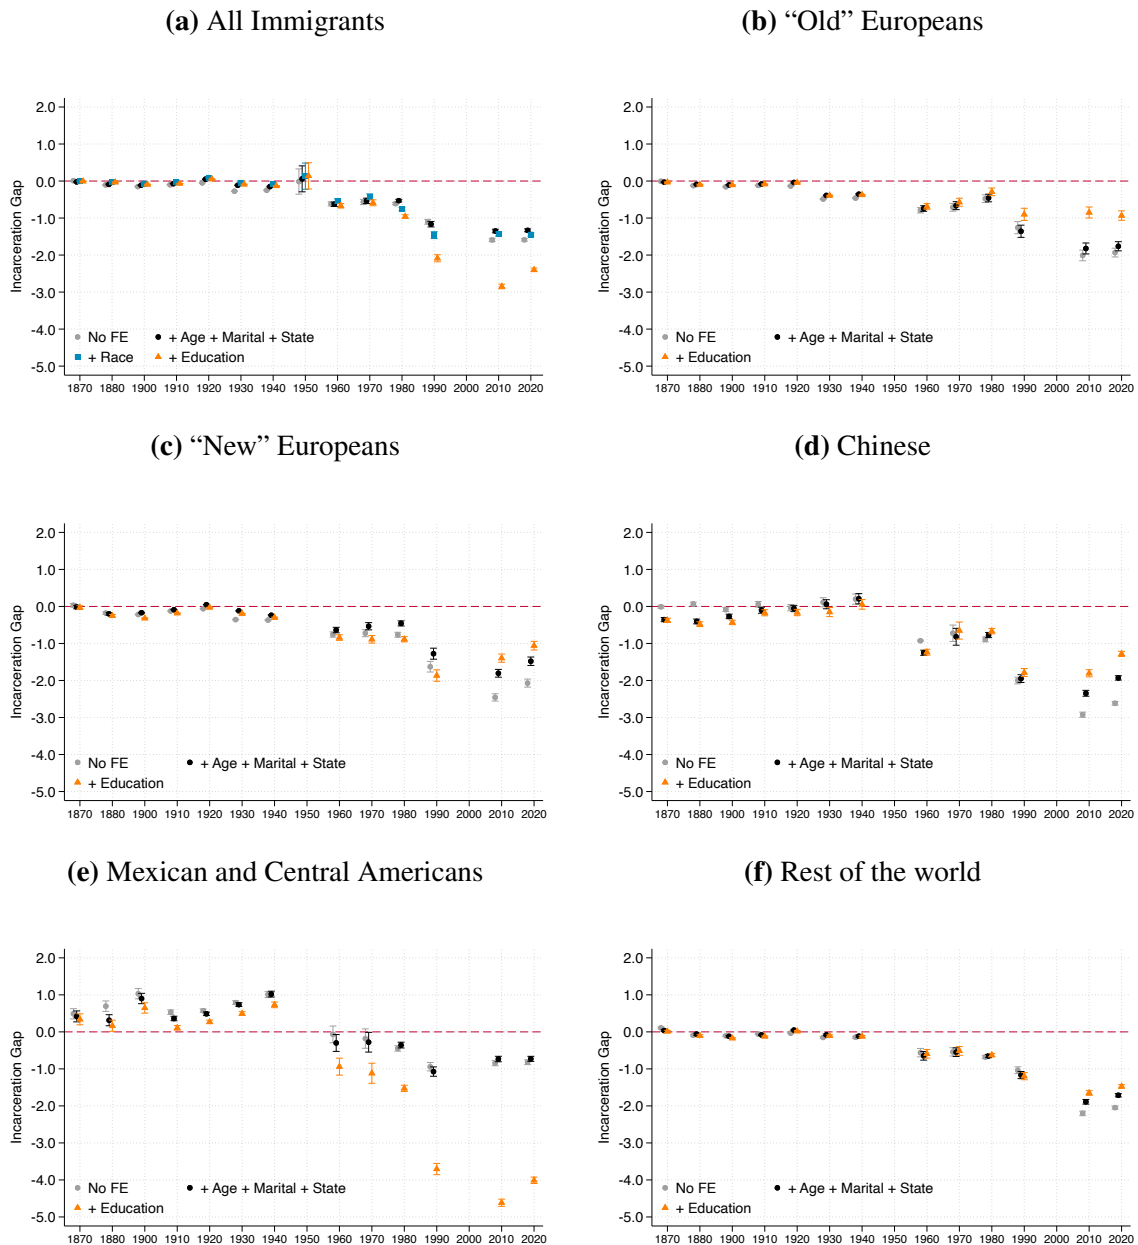 (a) All Immigrants
2.0
1.0
0.0
-1.0
-2.0
-3.0
-4.0
-5.0
Incarceration Gap
No FE
+ Age + Marital + State
+ Race
+ Education
1870 1880 1900 1910 1920 1930 1940 1950 1960 1970 1980 1990 2000 2010 2020
(b) “Old” Europeans
2.0
1.0
0.0
-1.0
-2.0
-3.0
-4.0
-5.0
Incarceration Gap
No FE
+ Age + Marital + State
+ Education
1870 1880 1900 1910 1920 1930 1940 1950 1960 1970 1980 1990 2000 2010 2020
(c) “New” Europeans
2.0
1.0
0.0
-1.0
-2.0
-3.0
-4.0
-5.0
Incarceration Gap
No FE
+ Age + Marital + State
+ Education
1870 1880 1900 1910 1920 1930 1940 1950 1960 1970 1980 1990 2000 2010 2020
(d) Chinese
2.0
1.0
0.0
-1.0
-2.0
-3.0
-4.0
-5.0
Incarceration Gap
No FE
+ Age + Marital + State
+ Education
1870 1880 1900 1910 1920 1930 1940 1950 1960 1970 1980 1990 2000 2010 2020
(e) Mexican and Central Americans
2.0
1.0
0.0
-1.0
-2.0
-3.0
-4.0
-5.0
Incarceration Gap
No FE
+ Age + Marital + State
+ Education
1870 1880 1900 1910 1920 1930 1940 1950 1960 1970 1980 1990 2000 2010 2020
(f) Rest of the world
2.0
1.0
0.0
-1.0
-2.0
-3.0
-4.0
-5.0
Incarceration Gap
No FE
+ Age + Marital + State
+ Education
1870 1880 1900 1910 1920 1930 1940 1950 1960 1970 1980 1990 2000 2010 2020